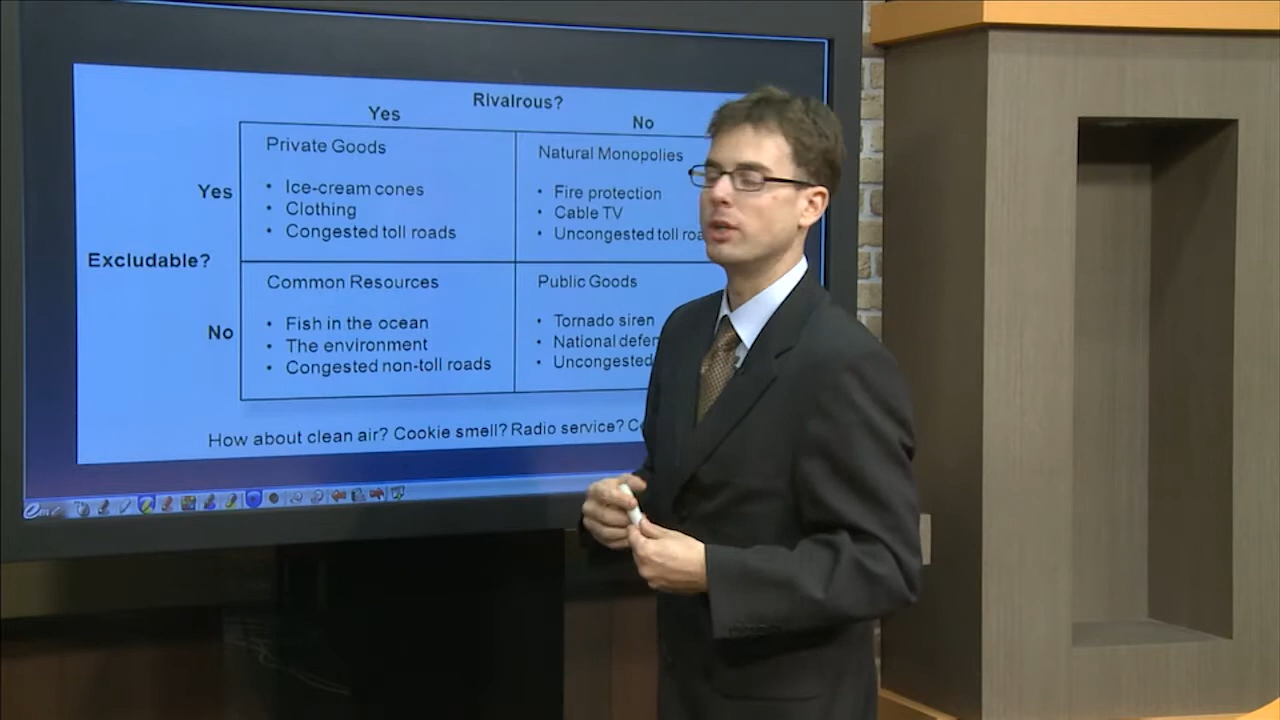 Rivalrous?
Yes
No
Private Goods
• Ice-cream cones
• Clothing
• Congested toll roads
Natural Monopolies
• Fire protection
• Cable TV
• Uncongested toll roa
Yes
Excludable?
No
Common Resources
• Fish in the ocean
• The environment
• Congested non-toll roads
Public Goods
• Tornado siren
• National defen
• Uncongested
How about clean air? Cookie smell? Radio service? C